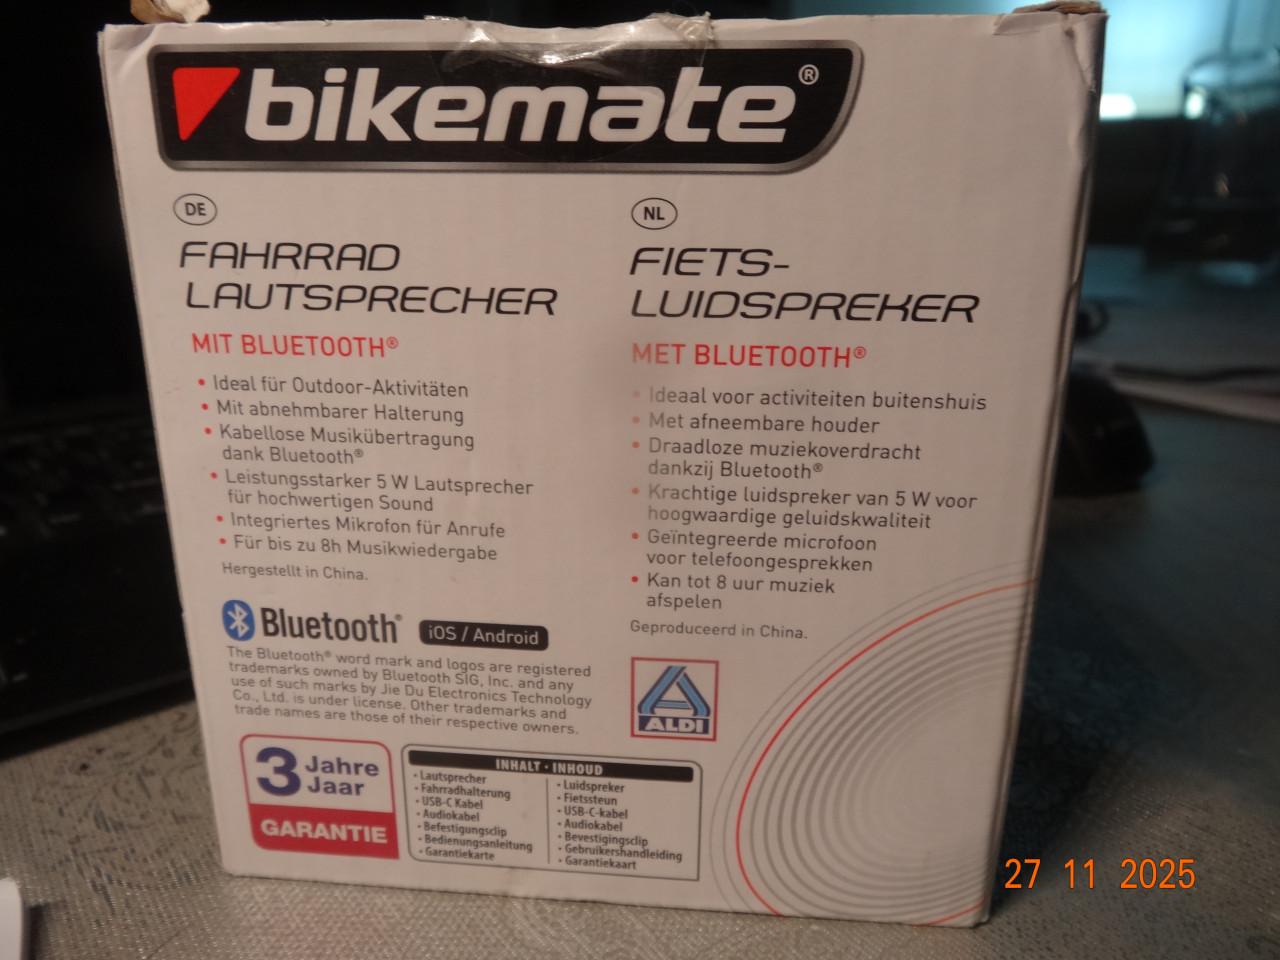 bikemate®
DE
FAHRRAD
LAUTSPRECHER
MIT BLUETOOTH®
• Ideal für Outdoor-Aktivitäten
• Mit abnehmbarer Halterung
• Kabellose Musikübertragung
dank Bluetooth®
• Leistungsstarker 5 W Lautsprecher
für hochwertigen Sound
• Integriertes Mikrofon für Anrufe
• Für bis zu 8h Musikwiedergabe
Hergestellt in China.
Bluetooth® iOS / Android
The Bluetooth® word mark and logos are registered
trademarks owned by Bluetooth SIG, Inc. and any
use of such marks by Jie Du Electronics Technology
Co., Ltd. is under license. Other trademarks and
trade names are those of their respective owners.
3 Jahre
Jaar
GARANTIE
NL
FIETS-
LUIDSPREKER
MET BLUETOOTH®
• Ideaal voor activiteiten buitenshuis
• Met afneembare houder
• Draadloze muziekoverdracht
dankzij Bluetooth®
• Krachtige luidspreker van 5 W voor
hoogwaardige geluidskwaliteit
• Geïntegreerde microfoon
voor telefoongesprekken
• Kan tot 8 uur muziek
afspelen
Geproduceerd in China.
ALDI
INHALT · INHOUD
• Lautsprecher
• Fahrradhalterung
• USB-C Kabel
• Audiokabel
• Befestigungsclip
• Bedienungsanleitung
• Garantiekarte
• Luidspreker
• Fietssteun
• USB-C-kabel
• Audiokabel
• Bevestigingsclip
• Gebruikershandleiding
• Garantiekaart
27 11 2025